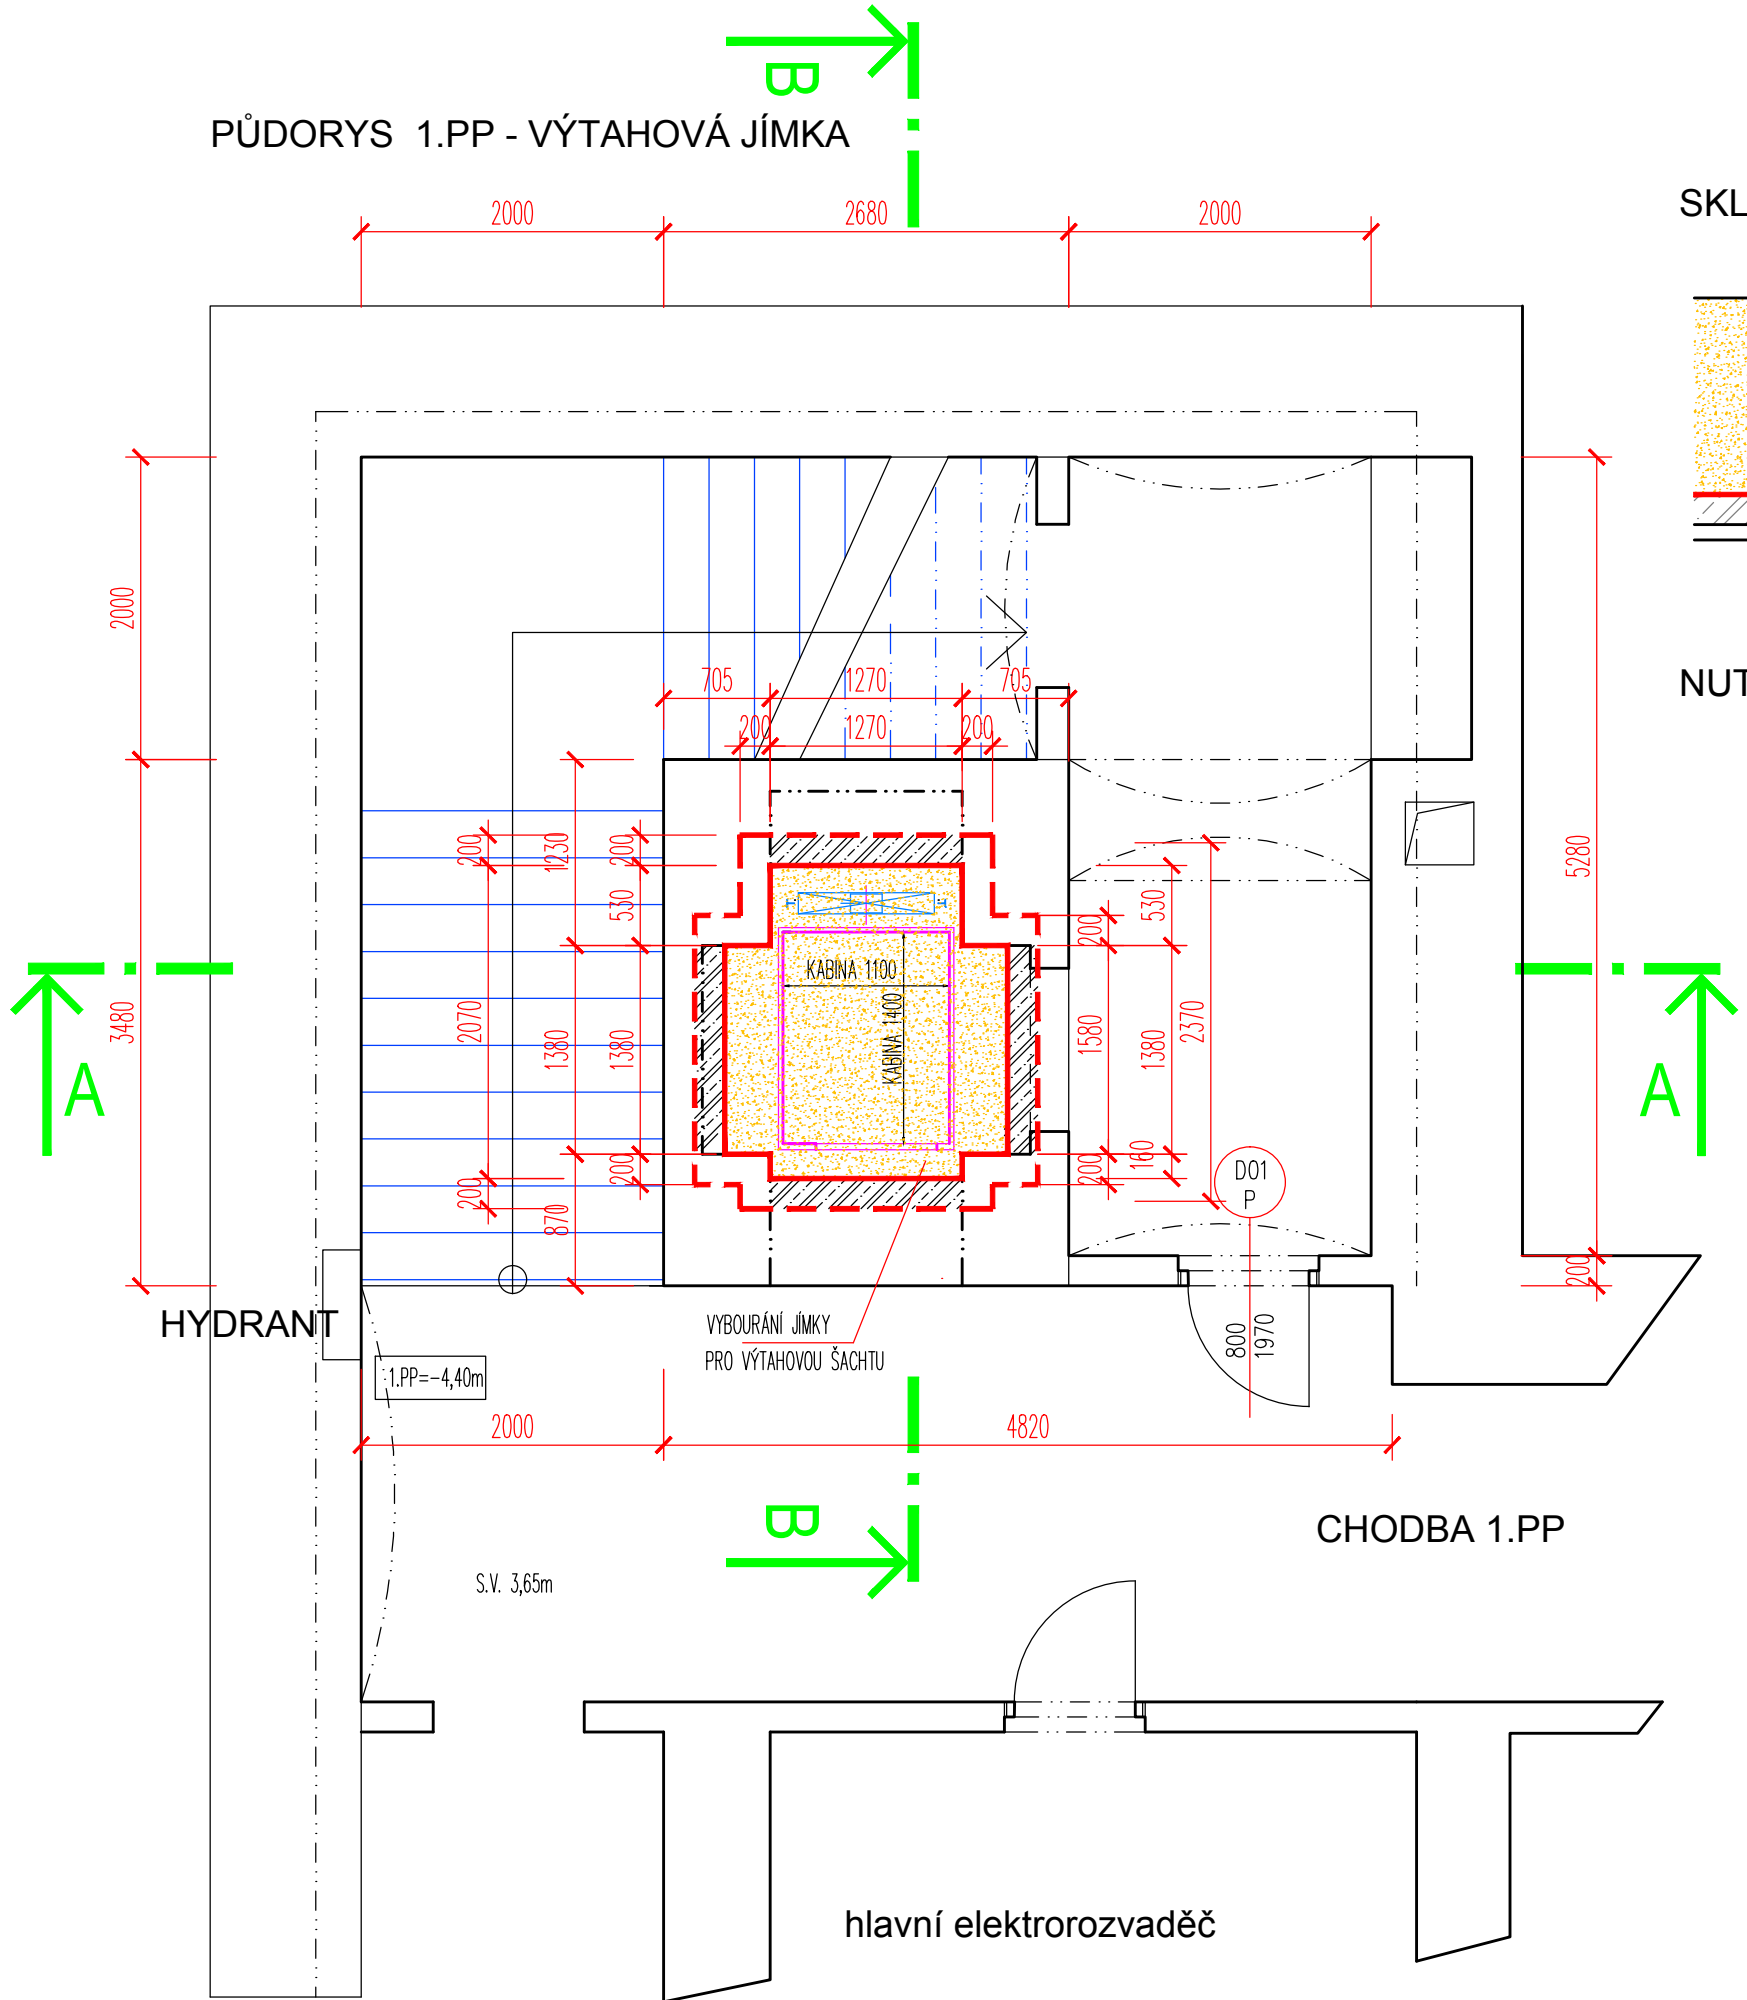 B
PŮDORYS 1.PP - VÝTAHOVÁ JÍMKA
SKL
2000
2680
2000
2000
705
1270
705
NUT
200
1270
200
200
1230
200
530
530
200
5280
KABINA 1100
KABINA 1400
3480
2070
1380
1380
1580
1380
2370
A
A
200
200
870
200
160
D01
P
200
HYDRANT
VYBOURÁNÍ JÍMKY
PRO VÝTAHOVOU ŠACHTU
800
1970
1.PP=-4,40m
2000
4820
B
CHODBA 1.PP
S.V. 3,65m
hlavní elektrorozvaděč